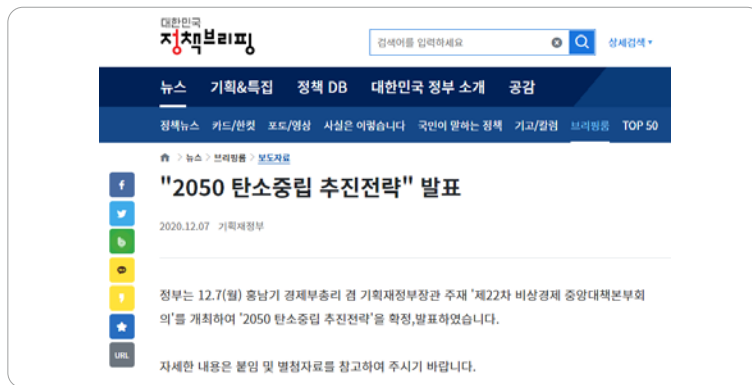 대한민국
정책브리핑
검색어를 입력하세요
상세검색
뉴스 기획&특집 정책 DB 대한민국 정부 소개 공감
정책뉴스 카드/한컷 포토/영상 사실은 이렇습니다 국민이 말하는 정책 기고/칼럼 브리핑룸 TOP 50
> 뉴스 > 브리핑룸 > 보도자료
"2050 탄소중립 추진전략" 발표
2020.12.07 기획재정부
정부는 12.7(월) 홍남기 경제부총리 겸 기획재정부장관 주재 '제22차 비상경제 중앙대책본부회
의'를 개최하여 '2050 탄소중립 추진전략'을 확정,발표하였습니다.
자세한 내용은 붙임 및 별첨자료를 참고하여 주시기 바랍니다.
URL